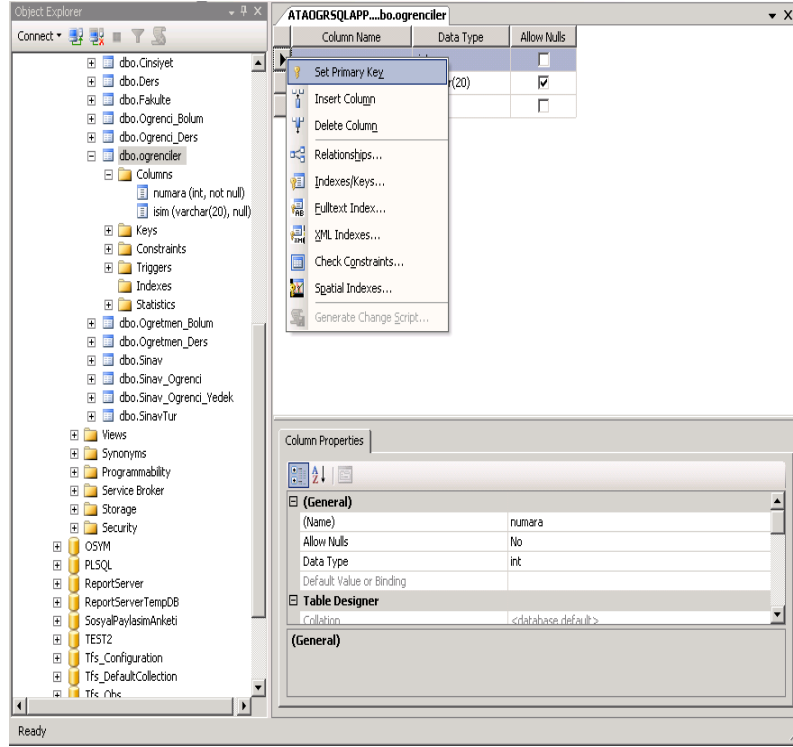 Object Explorer
Connect
dbo.Cinsiyet
dbo.Ders
dbo.Fakulte
dbo.Ogrenci_Bolum
dbo.Ogrenci_Ders
dbo.ogrenciler
Columns
numara (int, not null)
isim (varchar(20), null)
Keys
Constraints
Triggers
Indexes
Statistics
dbo.Ogretmen_Bolum
dbo.Ogretmen_Ders
dbo.Sinav
dbo.Sinav_Ogrenci
dbo.Sinav_Ogrenci_Yedek
dbo.SinavTur
Views
Synonyms
Programmability
Service Broker
Storage
Security
OSYM
PLSQL
ReportServer
ReportServerTempDB
SosyalPaylasimAnketi
TEST2
Tfs_Configuration
Tfs_DefaultCollection
Tfs_Obs
ATAOGRSQLAPP....bo.ogrenciler
Column Name Data Type Allow Nulls
r(20)
Set Primary Key
Insert Column
Delete Column
Relationships...
Indexes/Keys...
Fulltext Index...
XML Indexes...
Check Constraints...
Spatial Indexes...
Generate Change Script...
Column Properties
(General)
(Name) numara
Allow Nulls No
Data Type int
Default Value or Binding
Table Designer
Collation <database default>
(General)
Ready